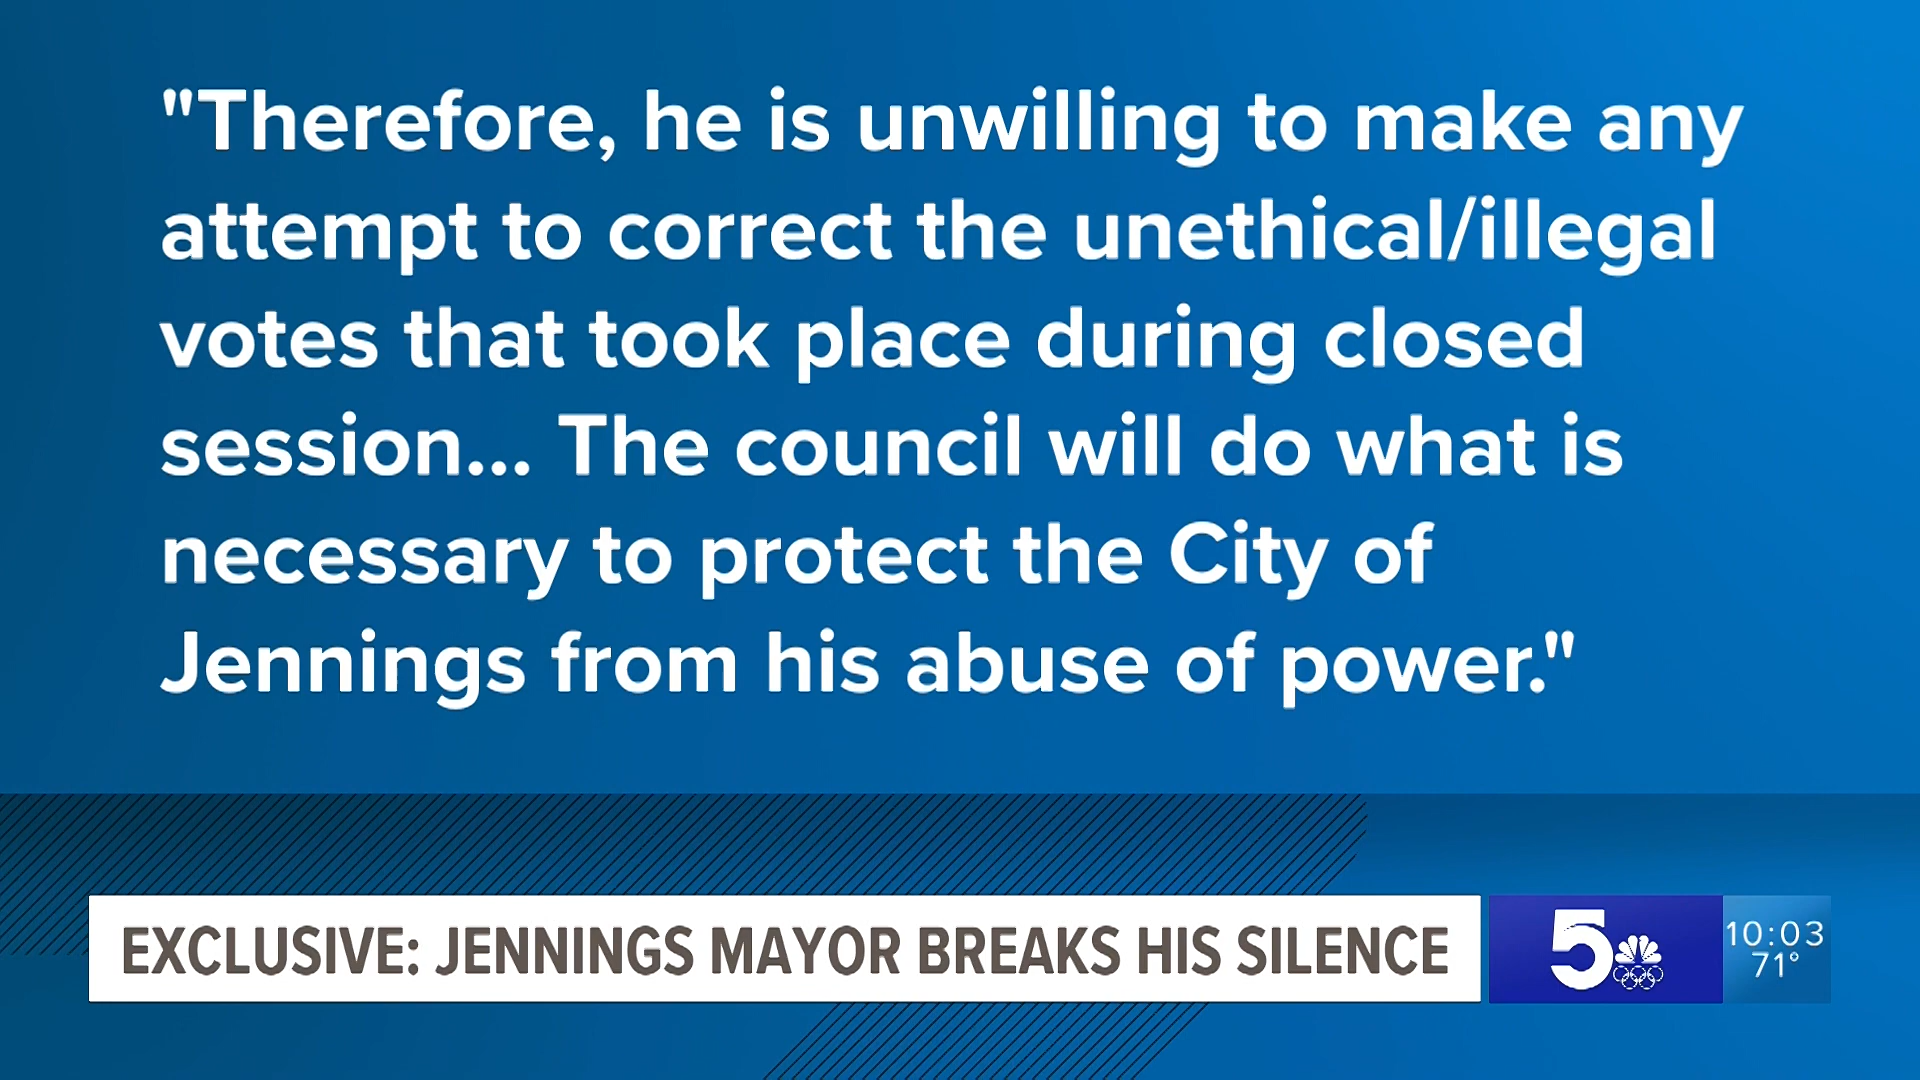 "Therefore, he is unwilling to make any
attempt to correct the unethical/illegal
votes that took place during closed
session... The council will do what is
necessary to protect the City of
Jennings from his abuse of power."
EXCLUSIVE: JENNINGS MAYOR BREAKS HIS SILENCE
5
10:03
71°